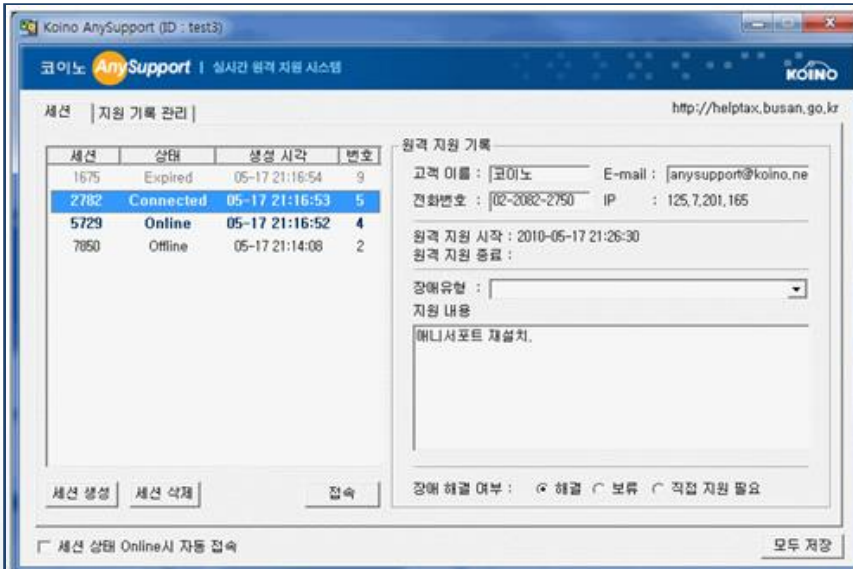 Koino AnySupport (ID : test3)
코이노 AnySupport | 실시간 원격 지원 시스템
KOINO
세션 | 지원 기록 관리 |
http://helptax.busan.go.kr
세션 상태 생성 시각 번호
1675 Expired 05-17 21:16:54 9
2782 Connected 05-17 21:16:53 5
5729 Online 05-17 21:16:52 4
7850 Offline 05-17 21:14:08 2
세션 생성 세션 삭제 접속
원격 지원 기록
고객 이름 : 코이노 E-mail : anysupport@koino.ne
전화번호 : 02-2082-2750 IP : 125.7.201.165
원격 지원 시작 : 2010-05-17 21:26:30
원격 지원 종료 :
장애유형 :
지원 내용
애니서포트 재설치.
장애 해결 여부 : 해결 보류 직접 지원 필요
세션 상태 Online시 자동 접속
모두 저장